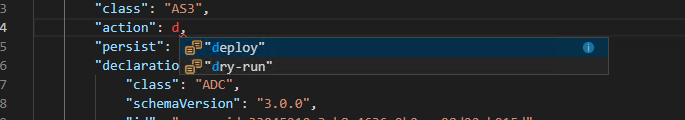 3 "class": "AS3",
4 "action": d,
5 "persist":
"deploy"
6 "declaratio
"dry-run"
7 "class": "ADC",
8 "schemaVersion": "3.0.0",